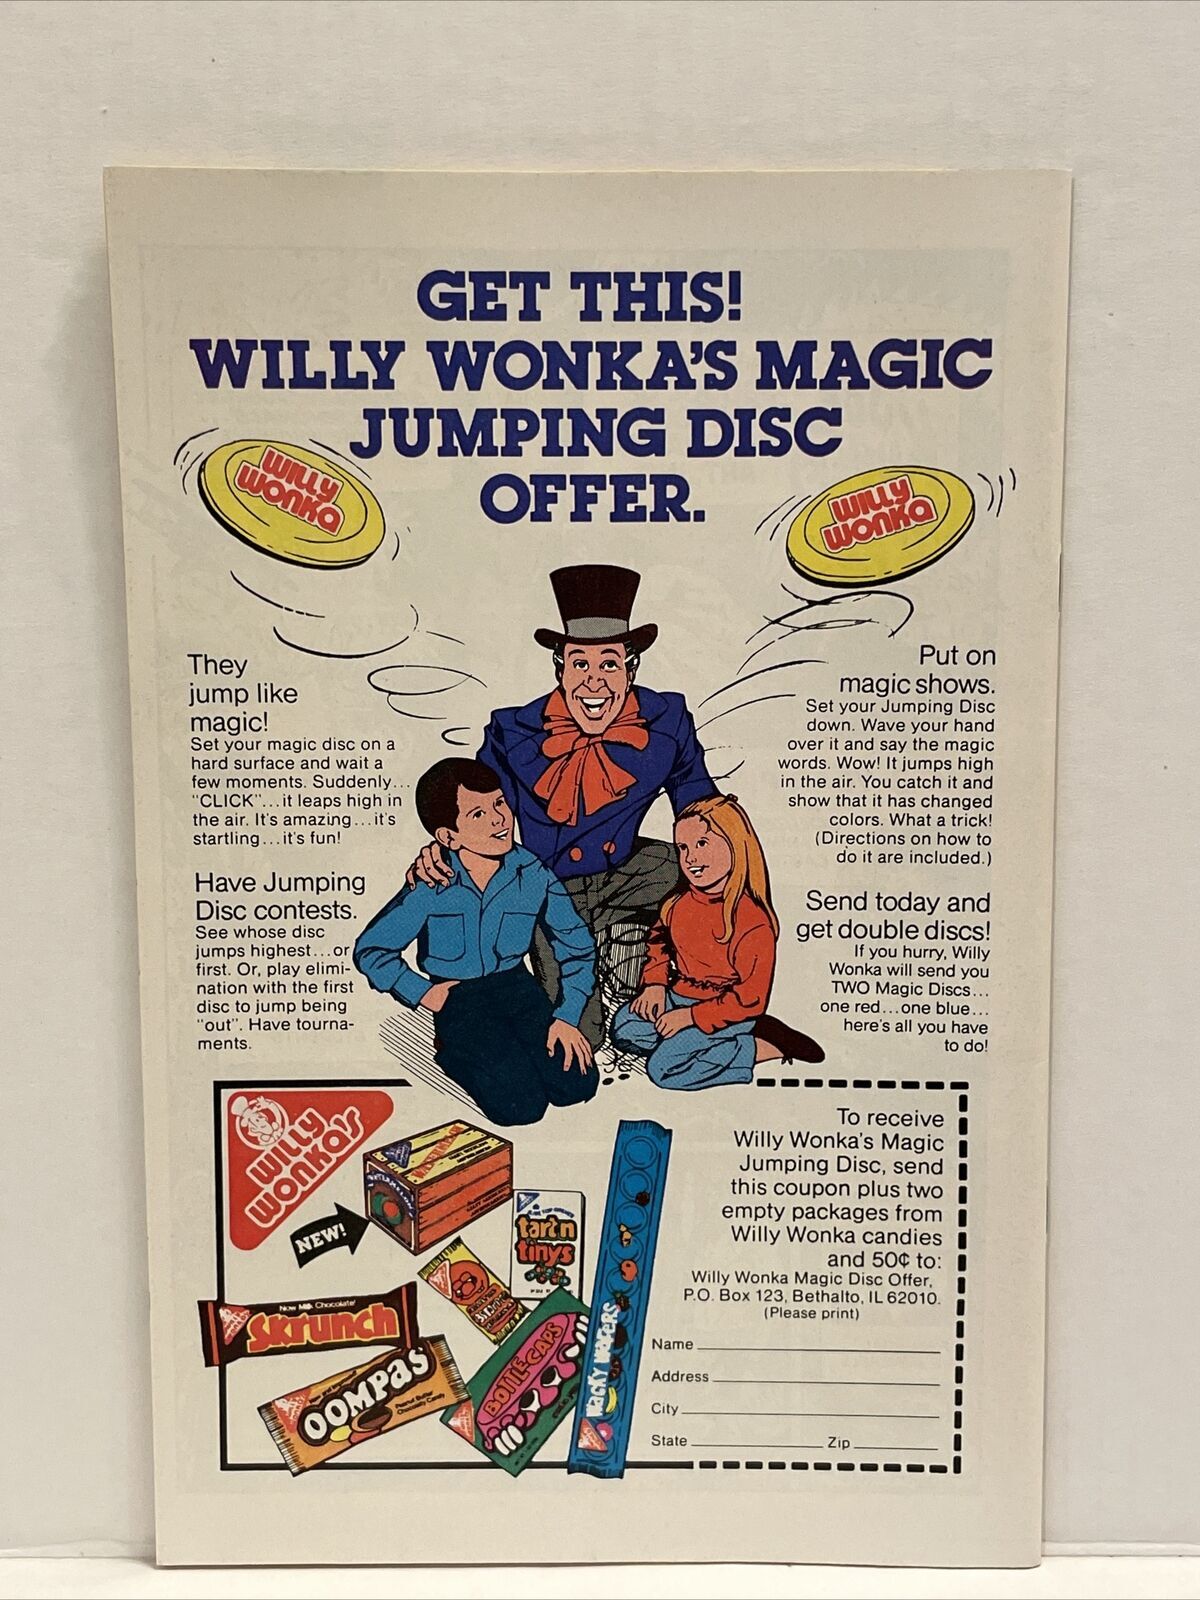 GET THIS!
WILLY WONKA'S MAGIC
JUMPING DISC
OFFER.
WILLY
WONKA
WILLY
WONKA
They
jump like
magic!
Set your magic disc on a
hard surface and wait a
few moments. Suddenly...
"CLICK"...it leaps high in
the air. It's amazing...it's
startling...it's fun!
Have Jumping
Disc contests.
See whose disc
jumps highest...or
first. Or, play elimi-
nation with the first
disc to jump being
"out". Have tourna-
ments.
Put on
magic shows.
Set your Jumping Disc
down. Wave your hand
over it and say the magic
words. Wow! It jumps high
in the air. You catch it and
show that it has changed
colors. What a trick!
(Directions on how to
do it are included.)
Send today and
get double discs!
If you hurry, Willy
Wonka will send you
TWO Magic Discs...
one red...one blue...
here's all you have
to do!
WILLY
WONKA'S
NEW!
tart n
tinys
Now Milk Chocolate!
Skrunch
New and Improved!
OOMPAS
Peanut Butter
Chocolatey Candy
BOTTLE CAPS
WACKY WAFERS
To receive
Willy Wonka's Magic
Jumping Disc, send
this coupon plus two
empty packages from
Willy Wonka candies
and 50¢ to:
Willy Wonka Magic Disc Offer,
P.O. Box 123, Bethalto, IL 62010.
(Please print)
Name
Address
City
State Zip